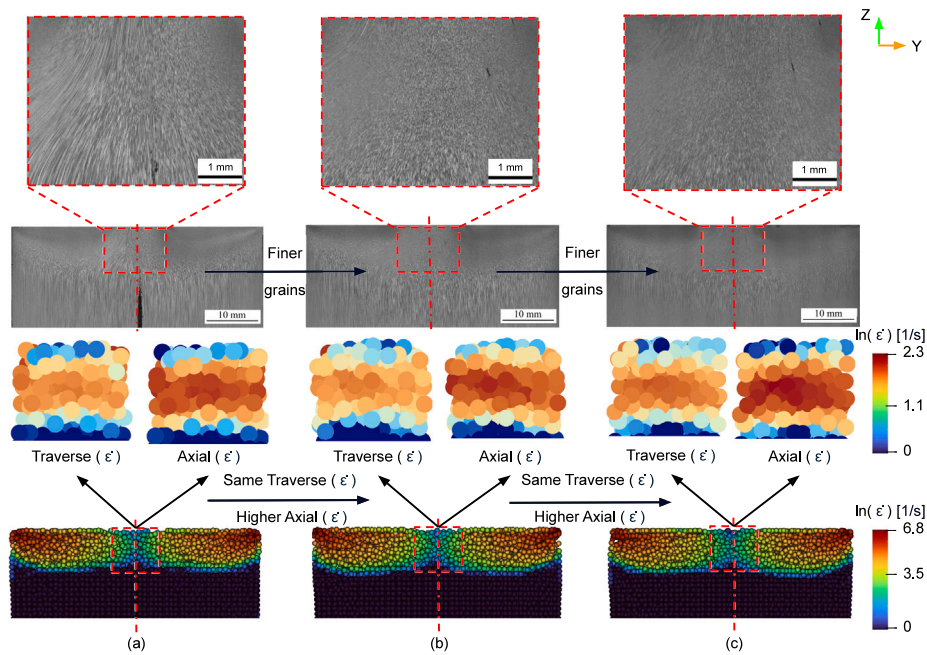 Z
Y
1 mm
1 mm
1 mm
Finer
grains
Finer
grains
10 mm
10 mm
10 mm
ln( ε̇ ) [1/s]
2.3
1.1
0
Traverse ( ε̇ )
Axial ( ε̇ )
Traverse ( ε̇ )
Axial ( ε̇ )
Traverse ( ε̇ )
Axial ( ε̇ )
Same Traverse ( ε̇ )
Higher Axial ( ε̇ )
Same Traverse ( ε̇ )
Higher Axial ( ε̇ )
ln( ε̇ ) [1/s]
6.8
3.5
0
(a)
(b)
(c)